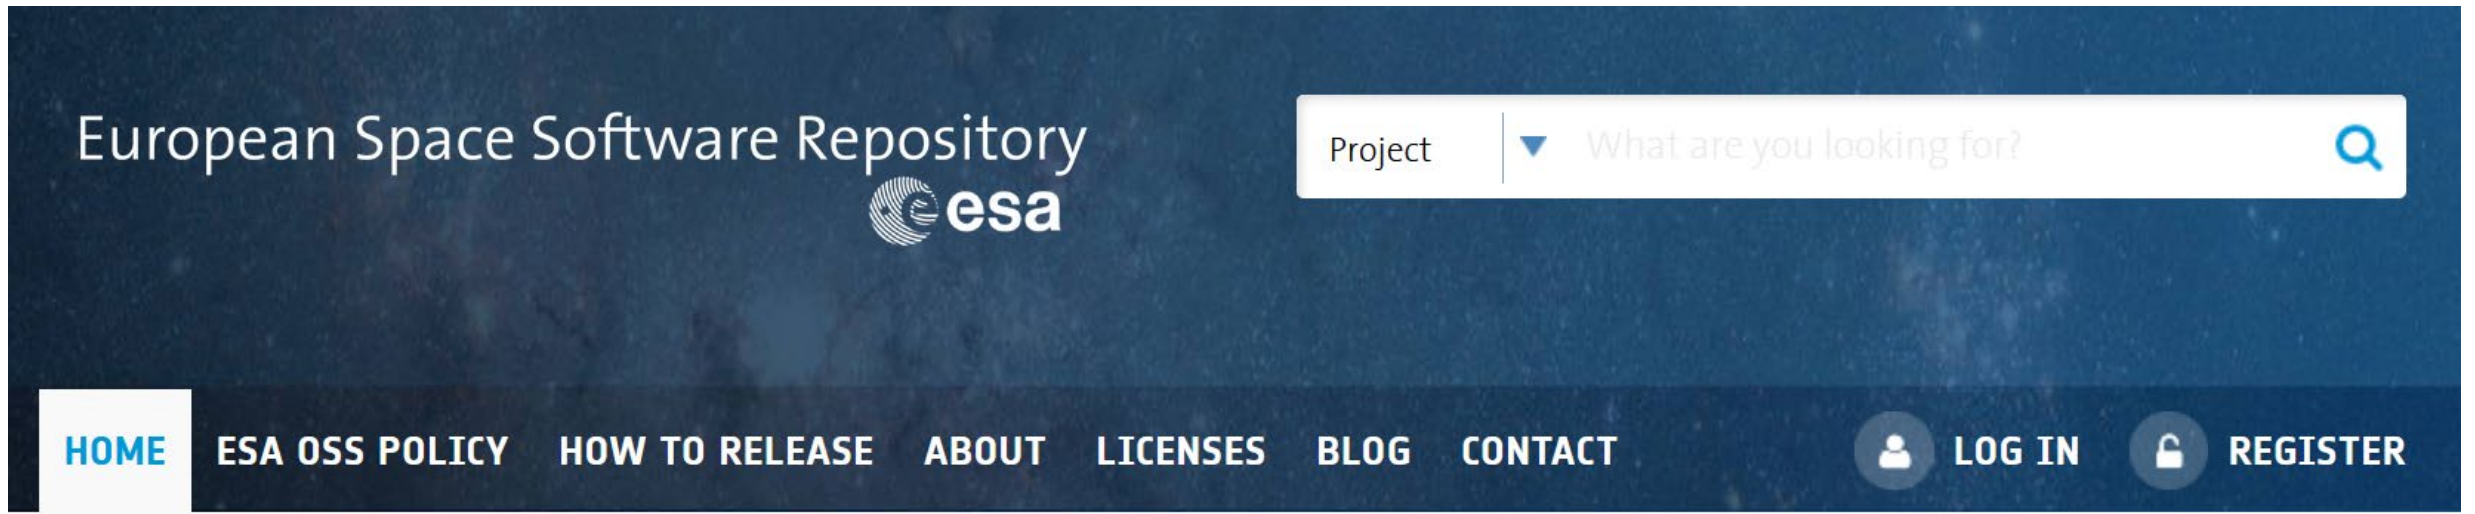 European Space Software Repository
esa
Project
What are you looking for?
HOME ESA OSS POLICY HOW TO RELEASE ABOUT LICENSES BLOG CONTACT LOG IN REGISTER